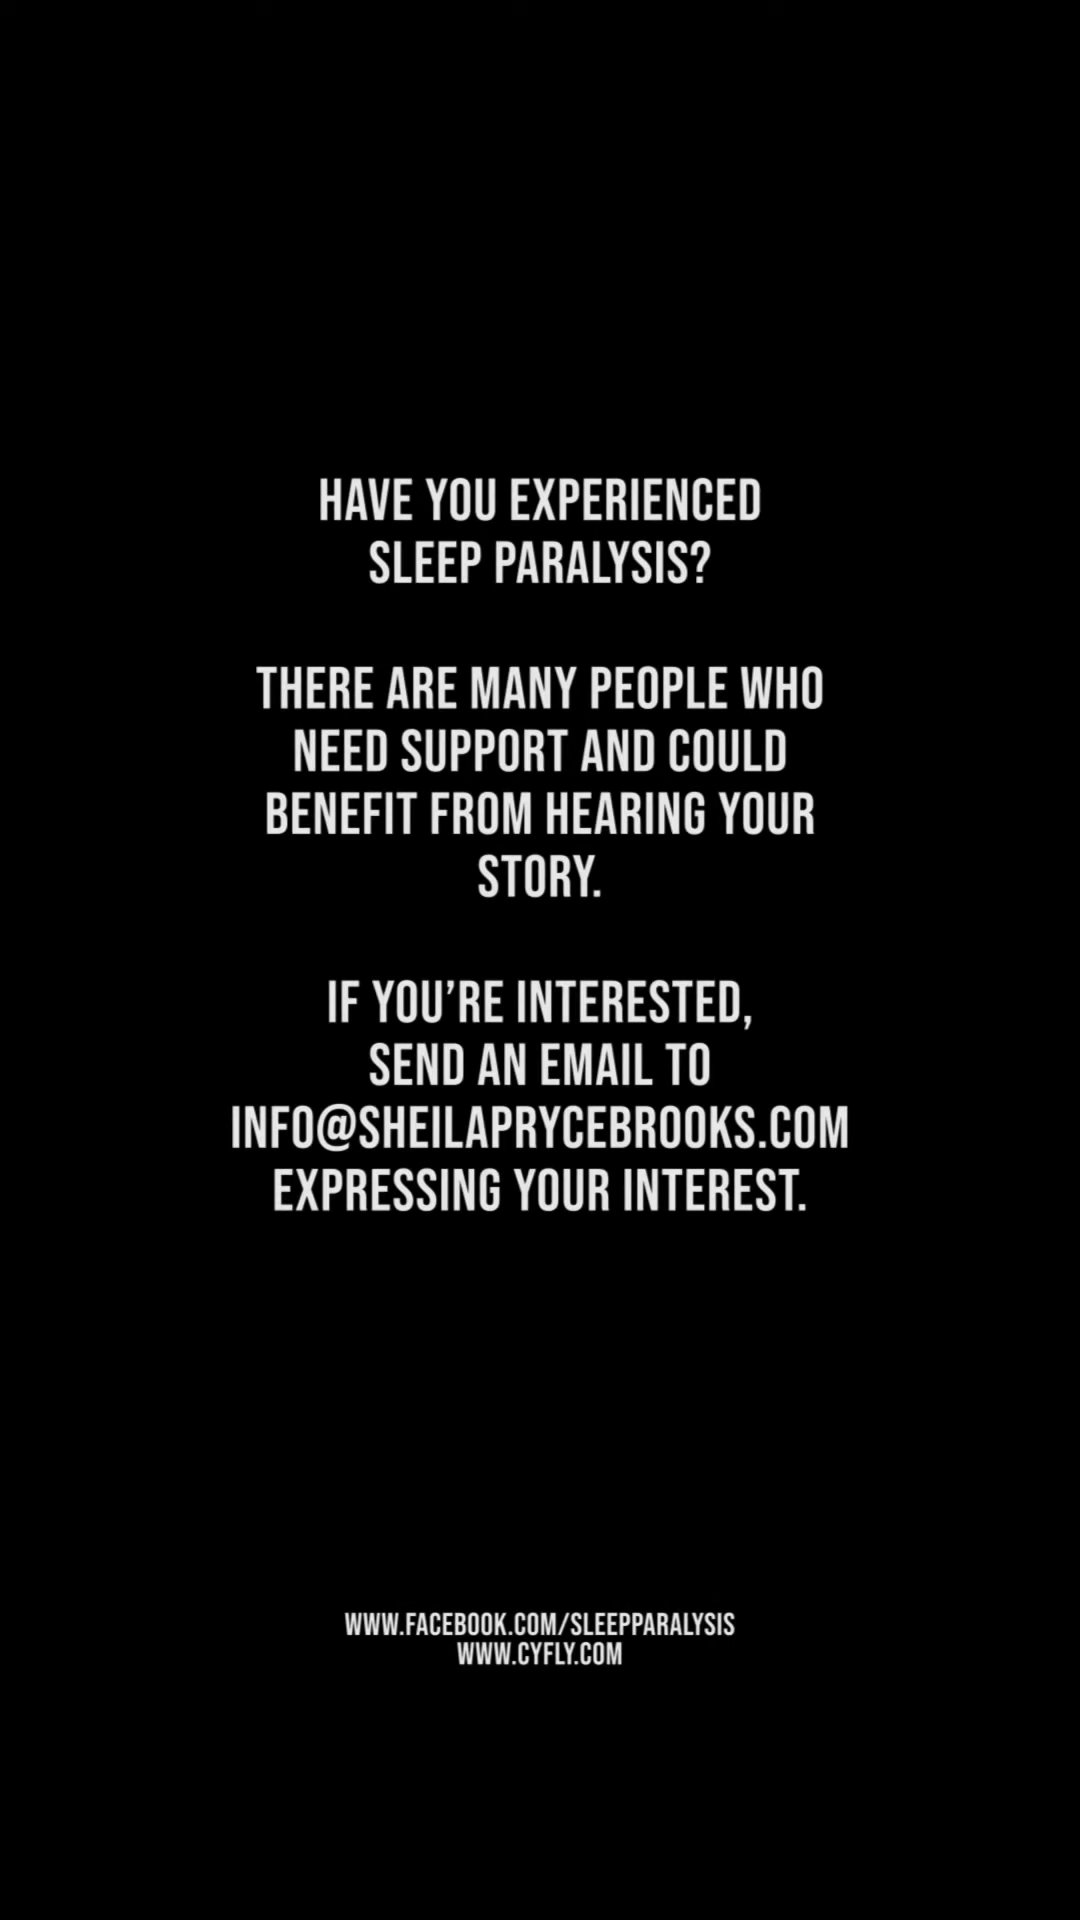 HAVE YOU EXPERIENCED
SLEEP PARALYSIS?
THERE ARE MANY PEOPLE WHO
NEED SUPPORT AND COULD
BENEFIT FROM HEARING YOUR
STORY.
IF YOU’RE INTERESTED,
SEND AN EMAIL TO
INFO@SHEILAPRYCEBROOKS.COM
EXPRESSING YOUR INTEREST.
WWW.FACEBOOK.COM/SLEEPPARALYSIS
WWW.CYFLY.COM